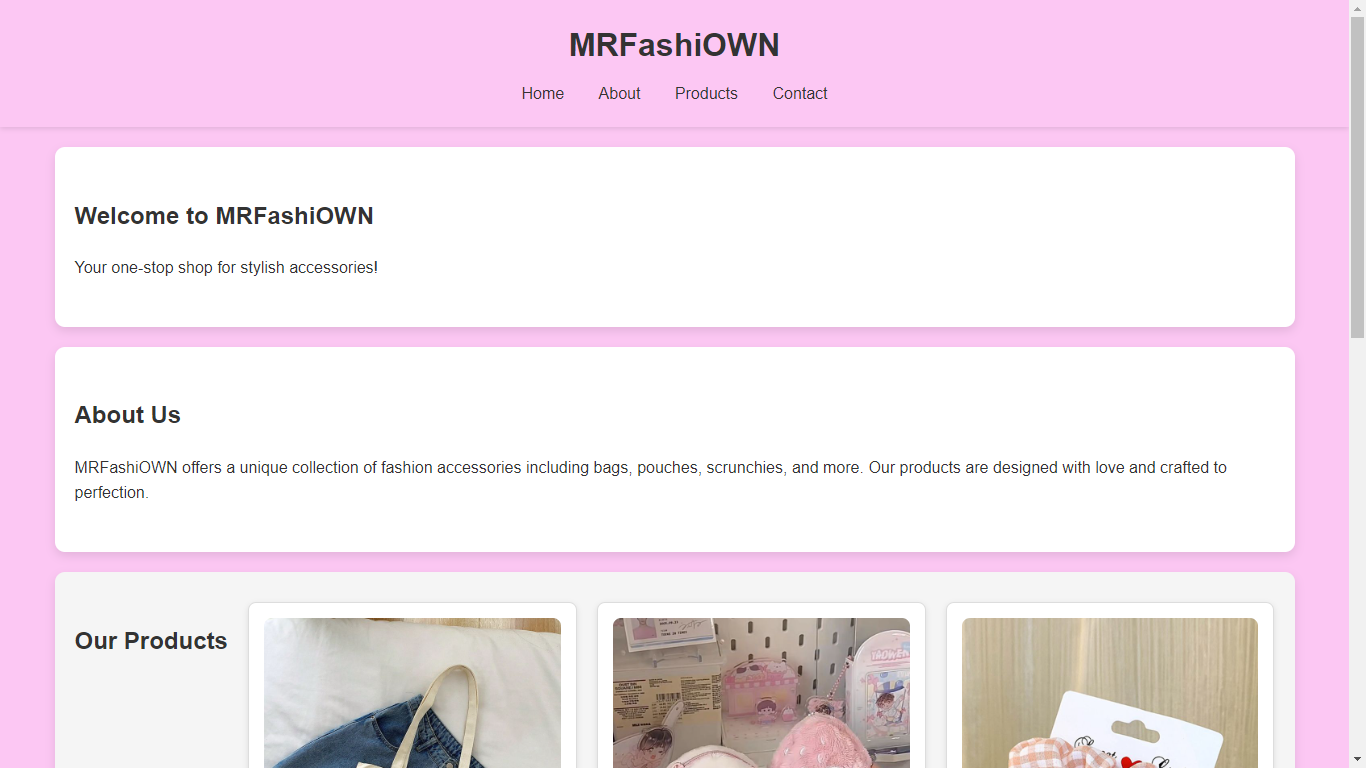 MRFashiOWN
Home About Products Contact
Welcome to MRFashiOWN
Your one-stop shop for stylish accessories!
About Us
MRFashiOWN offers a unique collection of fashion accessories including bags, pouches, scrunchies, and more. Our products are designed with love and crafted to
perfection.
Our Products